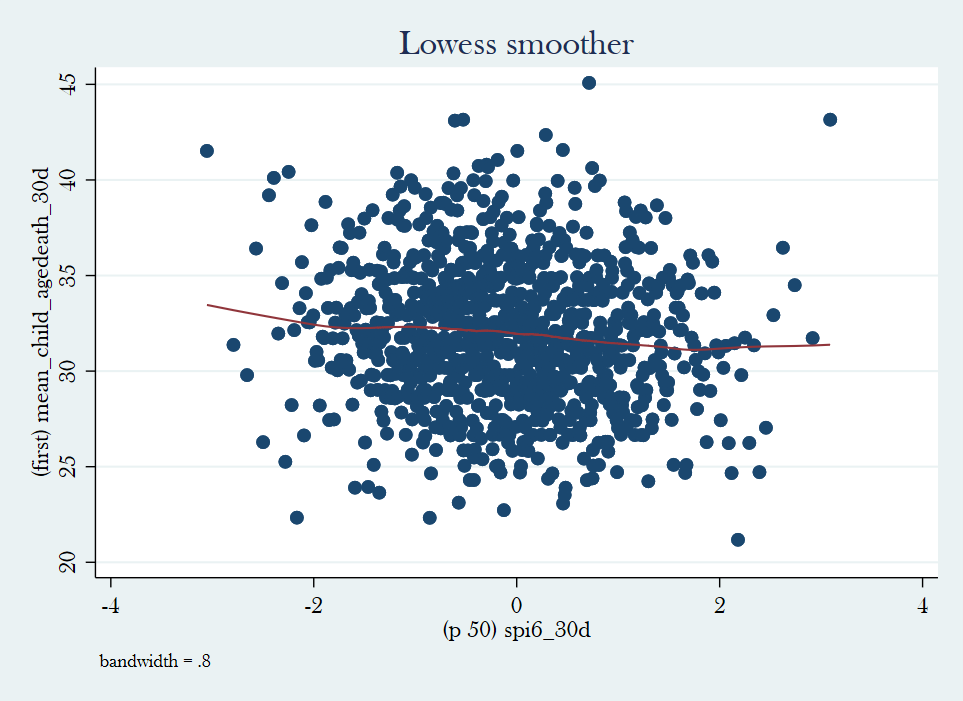 Lowess smoother
(first) mean_child_agedeath_30d
45
40
35
30
25
20
-4 -2 0 2 4
(p 50) spi6_30d
bandwidth = .8